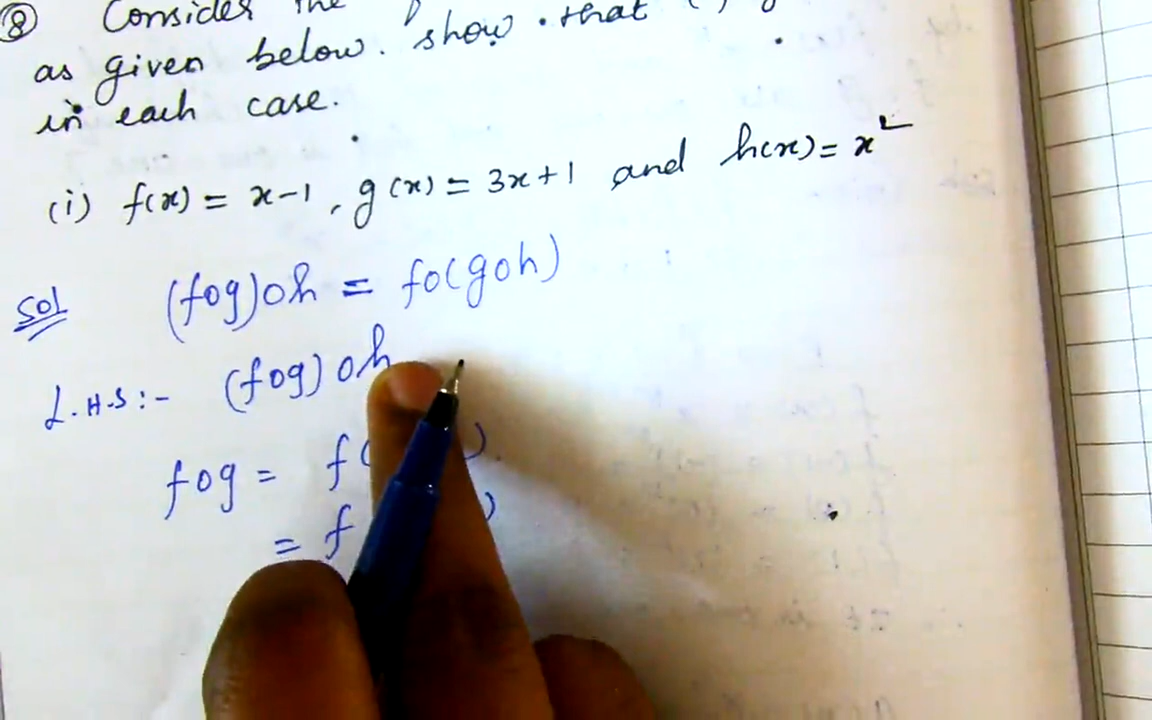 ⑧ Consider the
as given below. show that
in each case.
(i) f(x) = x-1, g(x) = 3x+1 and h(x) = x²
Sol (fog)oh = fo(goh)
L.H.S :- (fog) oh
fog = f( ).
= f )